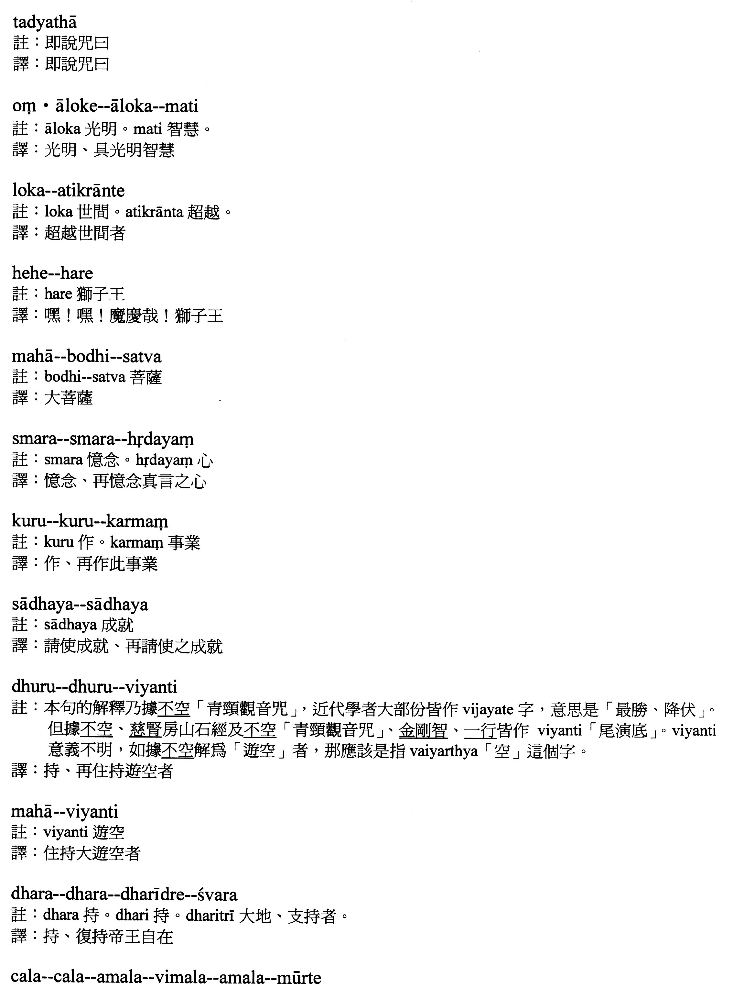 tadyathā
註：即說咒曰
譯：即說咒曰
oṃ・āloke--āloka--mati
註：āloka 光明。mati 智慧。
譯：光明、具光明智慧
loka--atikrānte
註：loka 世間。atikrānta 超越。
譯：超越世間者
hehe--hare
註：hare 獅子王
譯：嘿！嘿！魔慶哉！獅子王
mahā--bodhi--satva
註：bodhi--satva 菩薩
譯：大菩薩
smara--smara--hṛdayaṃ
註：smara 憶念。hṛdayaṃ 心
譯：憶念、再憶念真言之心
kuru--kuru--karmaṃ
註：kuru 作。karmaṃ 事業
譯：作、再作此事業
sādhaya--sādhaya
註：sādhaya 成就
譯：請使成就、再請使之成就
dhuru--dhuru--viyanti
註：本句的解釋乃據不空「青頸觀音咒」，近代學者大部份皆作 vijayate 字，意思是「最勝、降伏」。
但據不空、慈賢房山石經及不空「青頸觀音咒」、金剛智、一行皆作 viyanti「尾演底」。viyanti
意義不明，如據不空解爲「遊空」者，那應該是指 vaiyarthya「空」這個字。
譯：持、再住持遊空者
mahā--viyanti
註：viyanti 遊空
譯：住持大遊空者
dhara--dhara--dharīdre--śvara
註：dhara 持。dhari 持。dharitrī 大地、支持者。
譯：持、復持帝王自在
cala--cala--amala--vimala--amala--mūrte